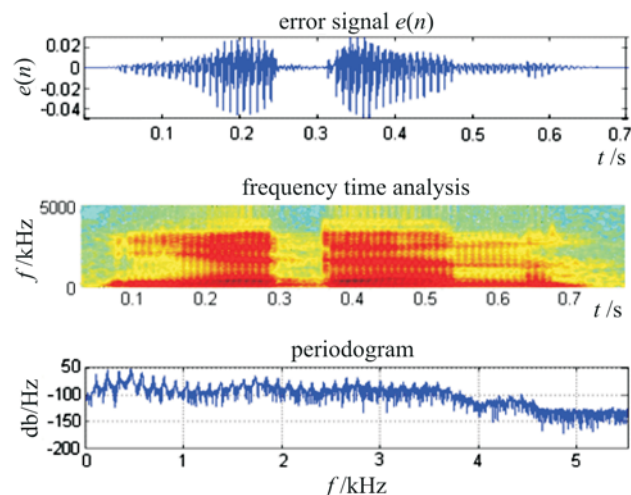 error signal e(n)
0.02
0
-0.02
-0.04
e(n)
0.1 0.2 0.3 0.4 0.5 0.6 0.7
t /s
frequency time analysis
5000
0
f /kHz
0.1 0.2 0.3 0.4 0.5 0.6 0.7
t /s
periodogram
50
-100
-150
-200
db/Hz
0 1 2 3 4 5
f /kHz